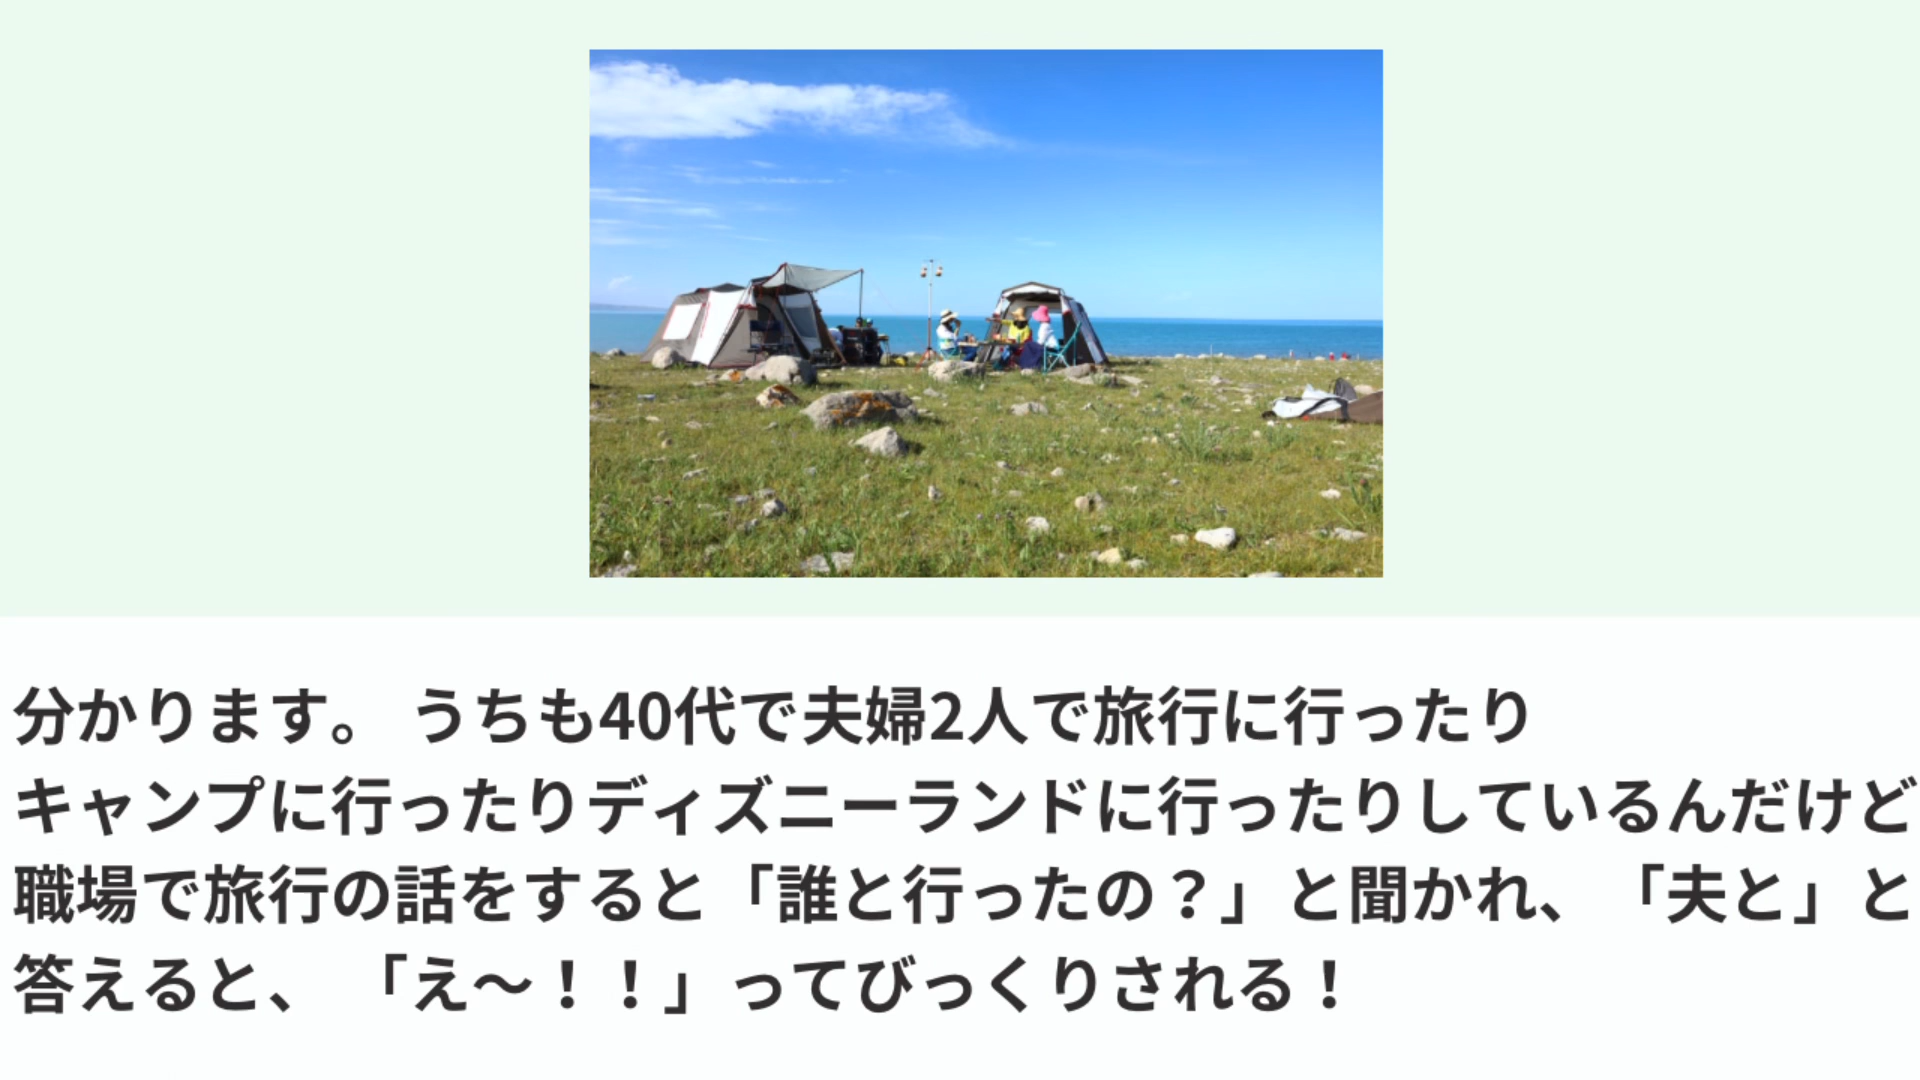 分かります。 うちも40代で夫婦2人で旅行に行ったり
キャンプに行ったりディズニーランドに行ったりしているんだけど
職場で旅行の話をすると「誰と行ったの？」と聞かれ、「夫と」と
答えると、「え～！！」ってびっくりされる！